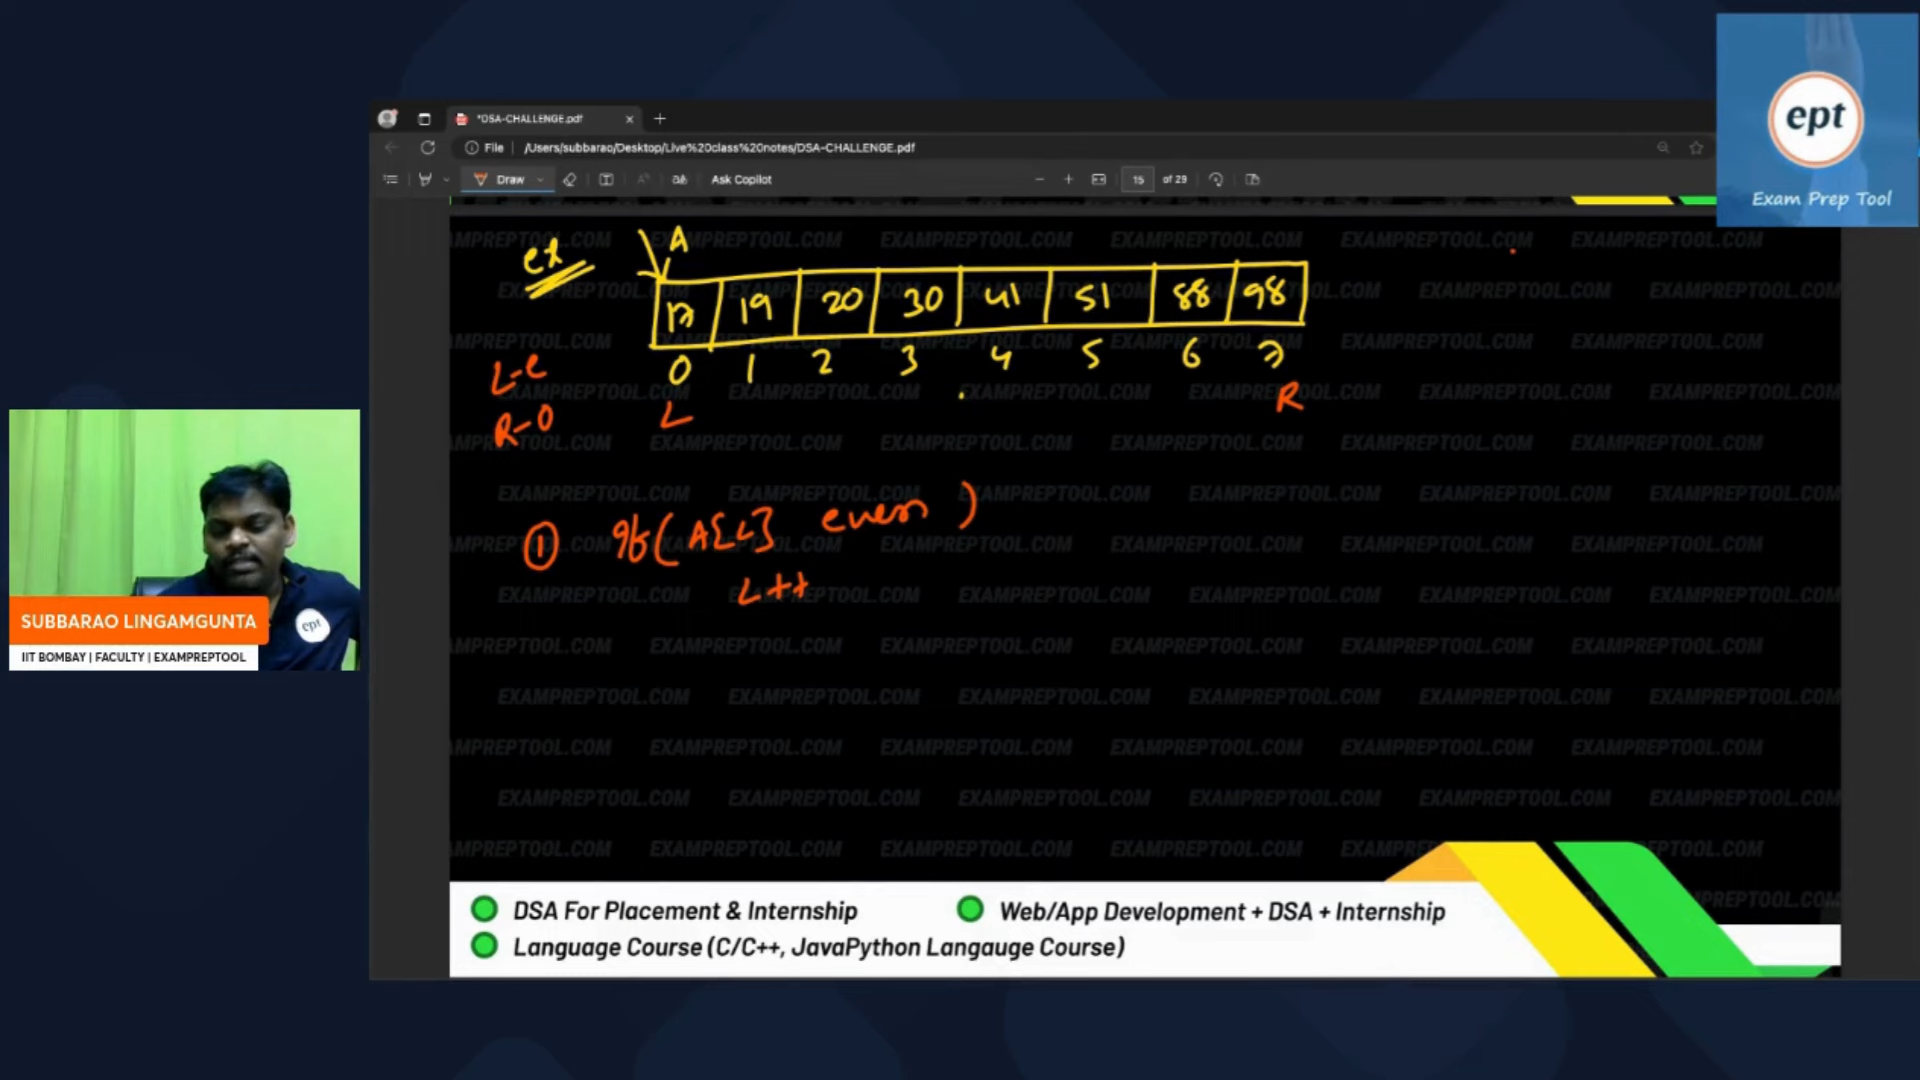 ept
Exam Prep Tool
*DSA-CHALLENGE.pdf
File | /Users/subbarao/Desktop/Live%20class%20notes/DSA-CHALLENGE.pdf
Draw Ask Copilot 15 of 29
EXAMPREPTOOL.COM
ex A
19 20 30 41 51 88 98
0 1 2 3 4 5 6 7
L-e
R-O L R
① if(A[L] even)
L++
SUBBARAO LINGAMGUNTA
IIT BOMBAY | FACULTY | EXAMPREPTOOL
ept
DSA For Placement & Internship
Web/App Development + DSA + Internship
Language Course (C/C++, JavaPython Langauge Course)